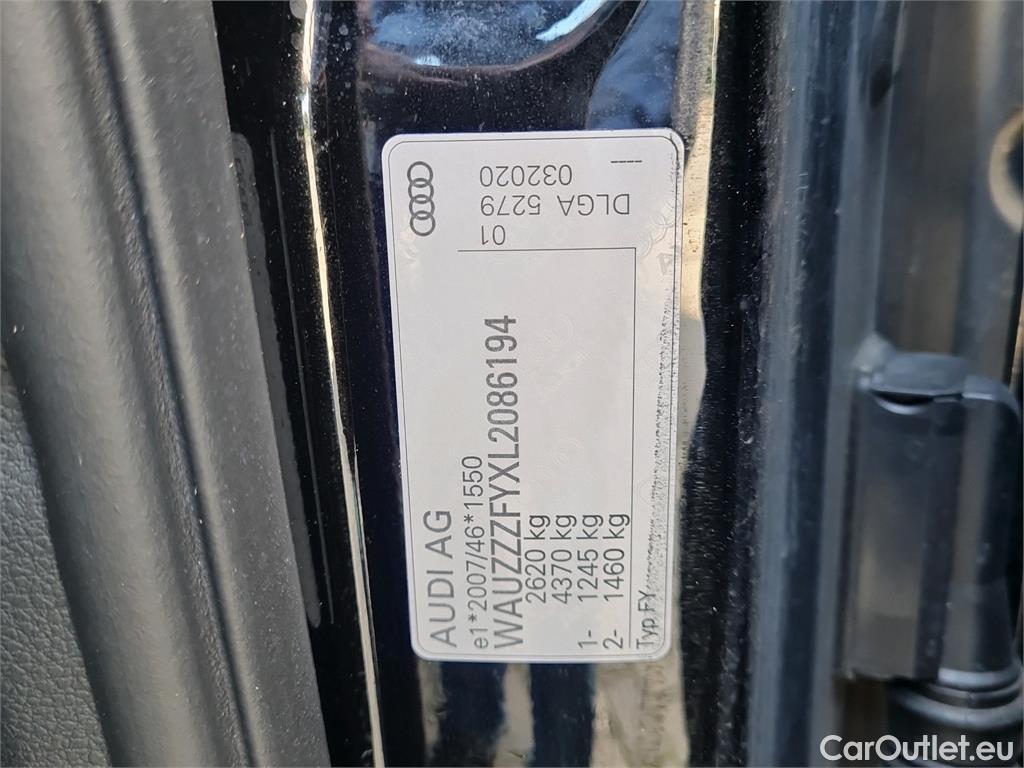 AUDI AG
e1*2007/46*1550
WAUZZZFYXL2086194
2620 kg
4370 kg
1- 1245 kg
2- 1460 kg
Typ FY
01
DLGA 5279
032020
---
CarOutlet.eu